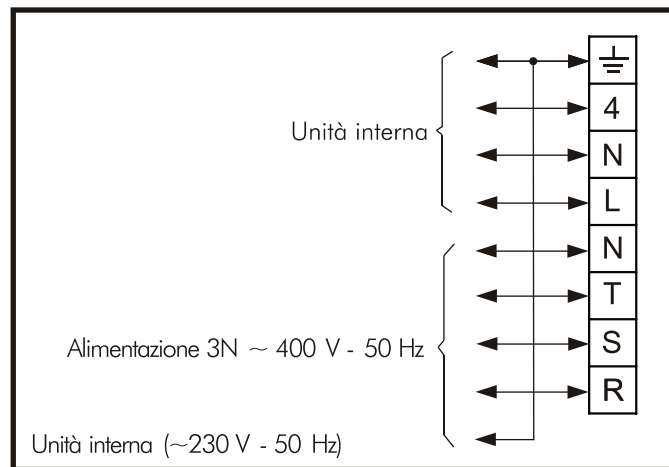 Unità interna
Alimentazione 3N ~ 400 V - 50 Hz
Unità interna (~230 V - 50 Hz)
4
N
L
N
T
S
R